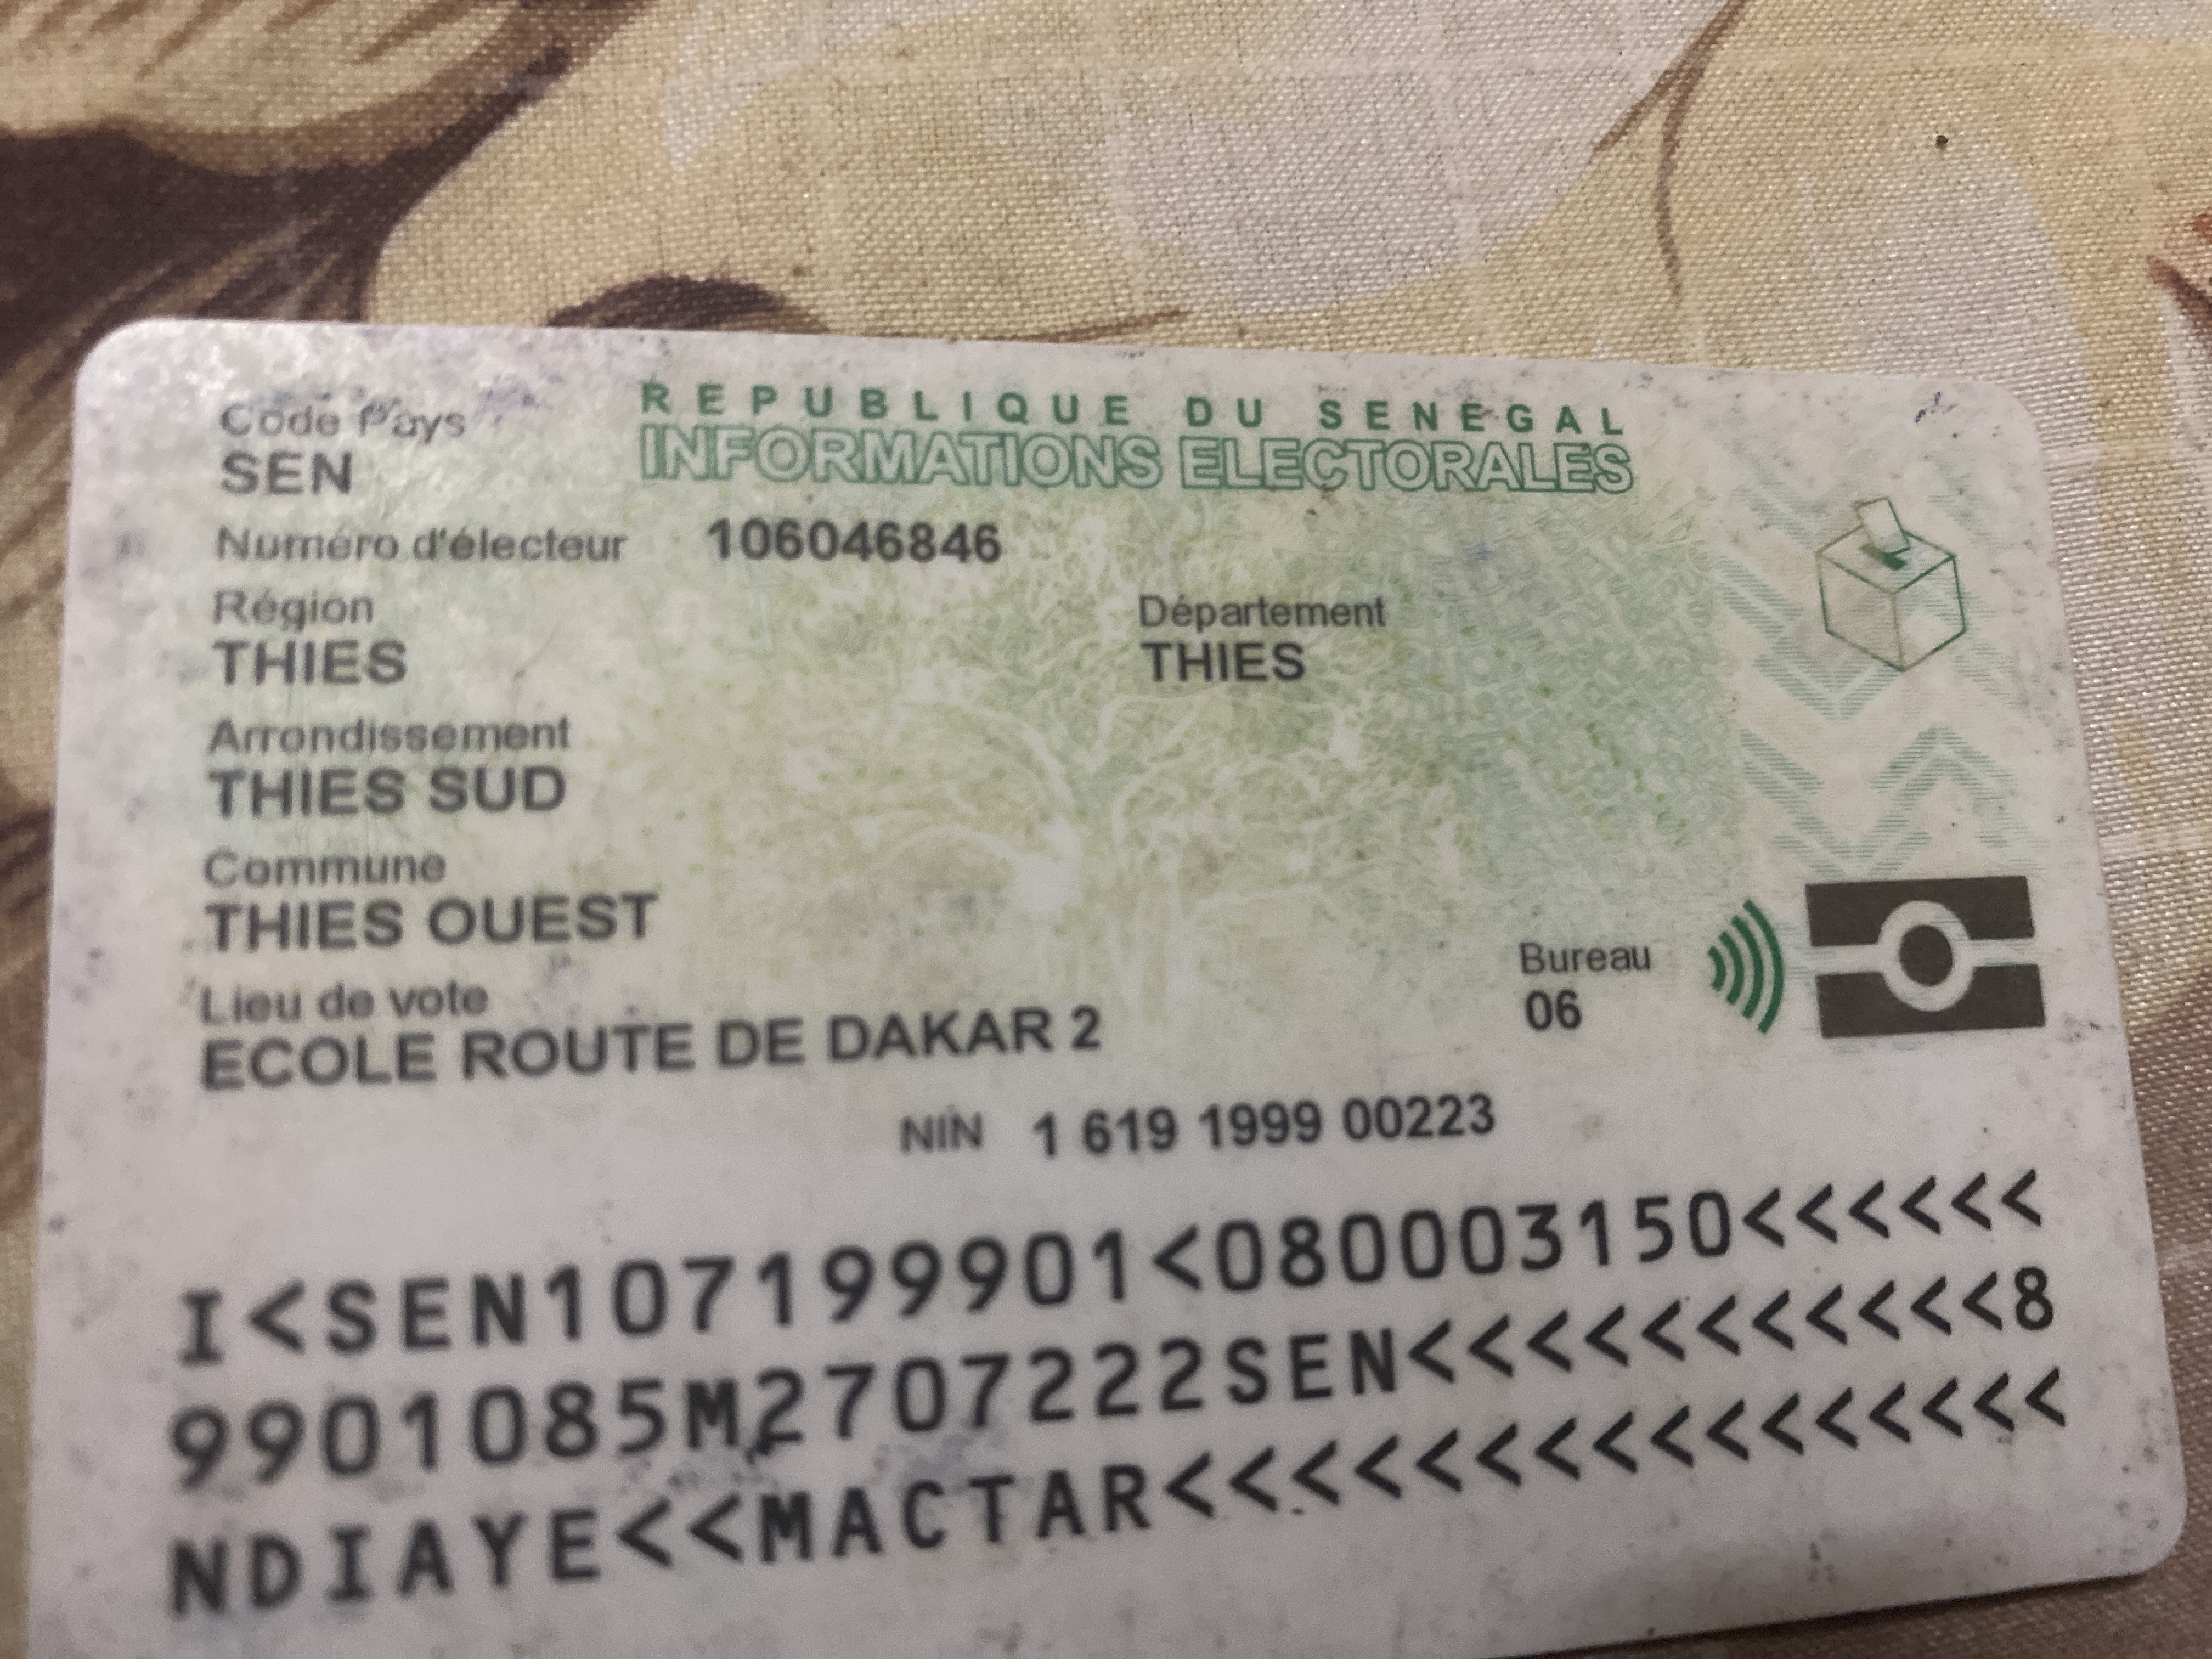 Code Pays
SEN
REPUBLIQUE DU SENEGAL
INFORMATIONS ELECTORALES
Numéro d'électeur 106046846
Région
THIES
Département
THIES
Arrondissement
THIES SUD
Commune
THIES OUEST
Lieu de vote
ECOLE ROUTE DE DAKAR 2
Bureau
06
NIN 1 619 1999 00223
I<SEN107199901<080003150<<<<<<
9901085M2707222SEN<<<<<<<<<<<8
NDIAYE<<MACTAR<<<<<<<<<<<<<<<<